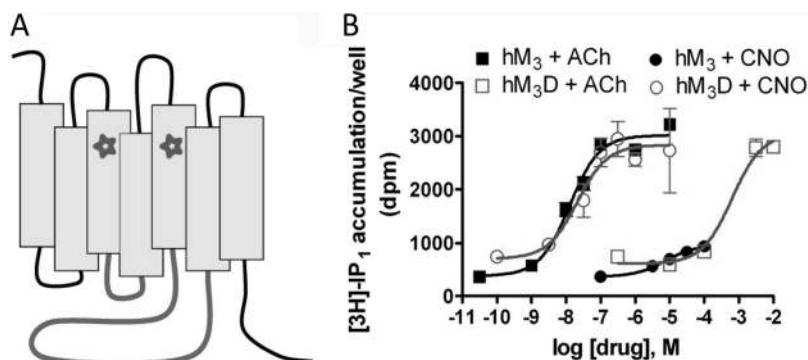 A
B
hM3 + ACh
hM3 + CNO
hM3D + ACh
hM3D + CNO
[3H]-IP1 accumulation/well
(dpm)
4000
3000
2000
1000
0
-11 -10 -9 -8 -7 -6 -5 -4 -3 -2 -1
log [drug], M